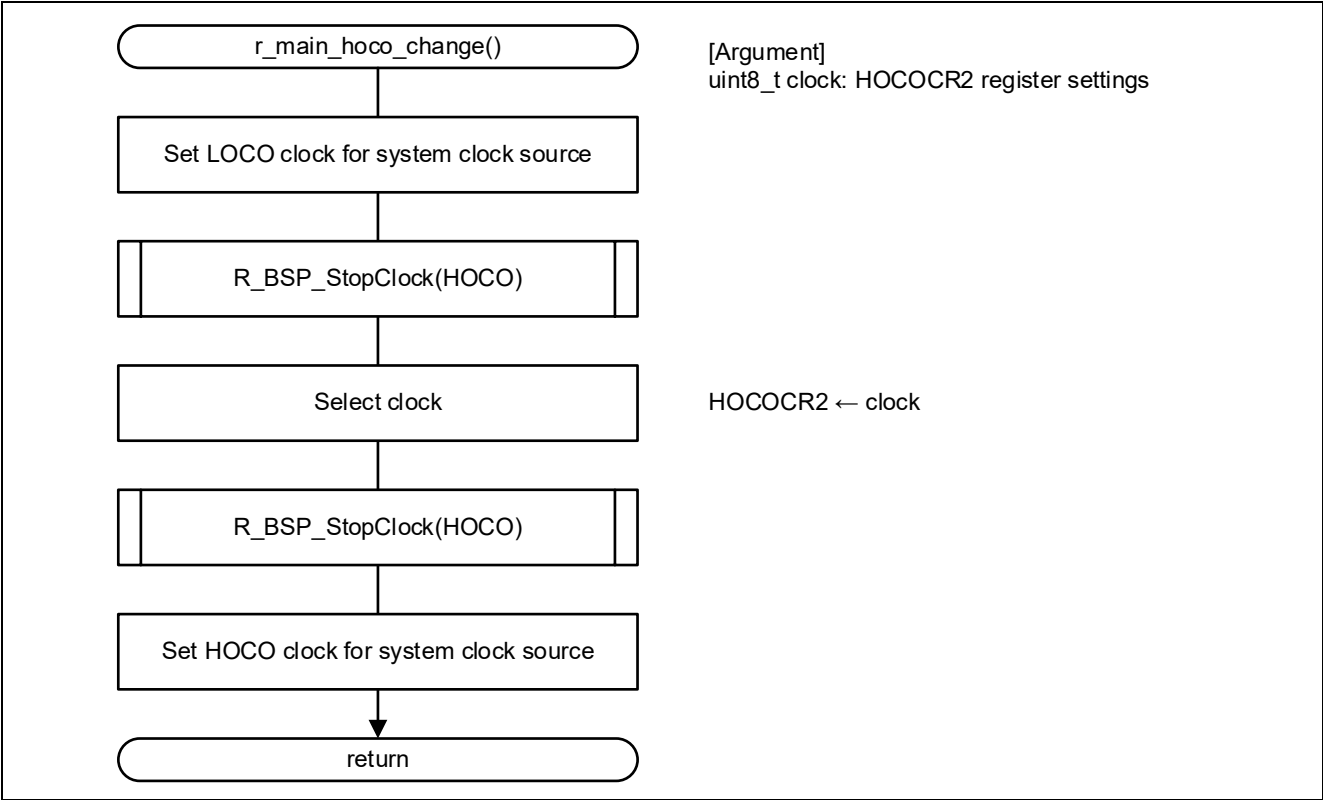 r_main_hoco_change()
[Argument]
uint8_t clock: HOCOCR2 register settings
Set LOCO clock for system clock source
R_BSP_StopClock(HOCO)
Select clock
HOCOCR2 ← clock
R_BSP_StopClock(HOCO)
Set HOCO clock for system clock source
return